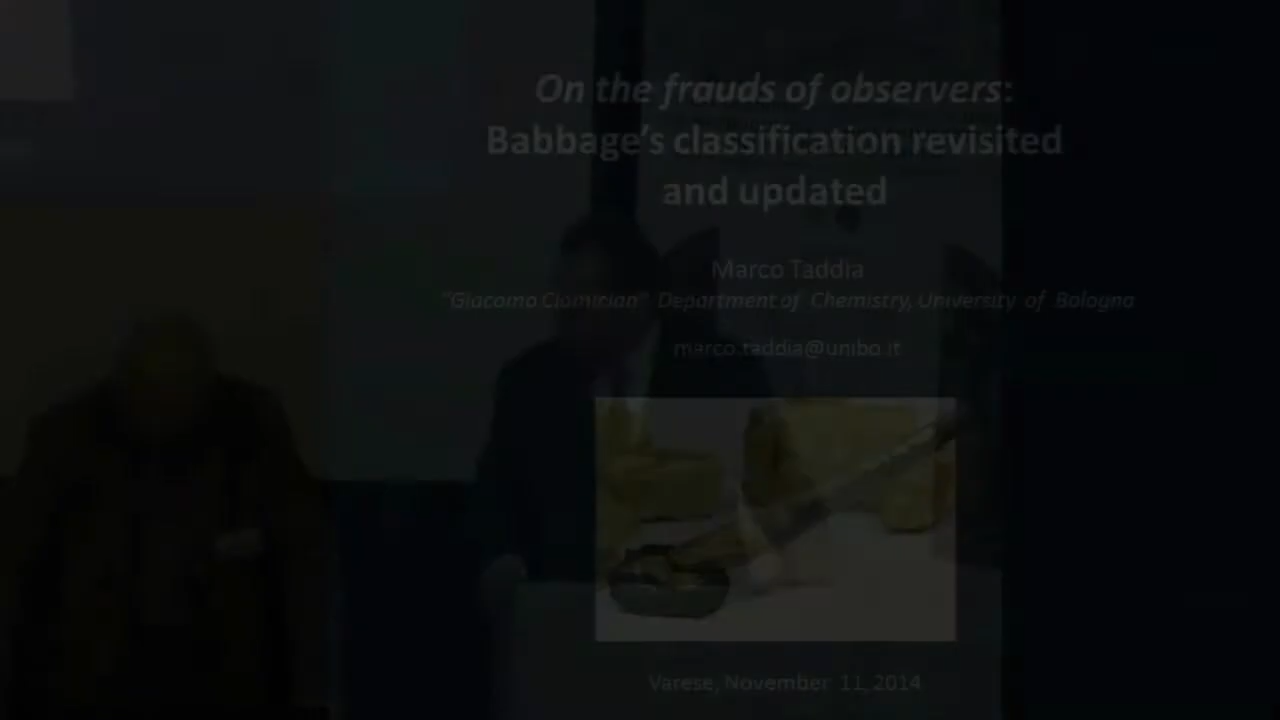 On the frauds of observers:
Babbage's classification revisited
and updated
Marco Taddia
"Giacomo Ciamician" Department of Chemistry, University of Bologna
marco.taddia@unibo.it
Varese, November 11, 2014